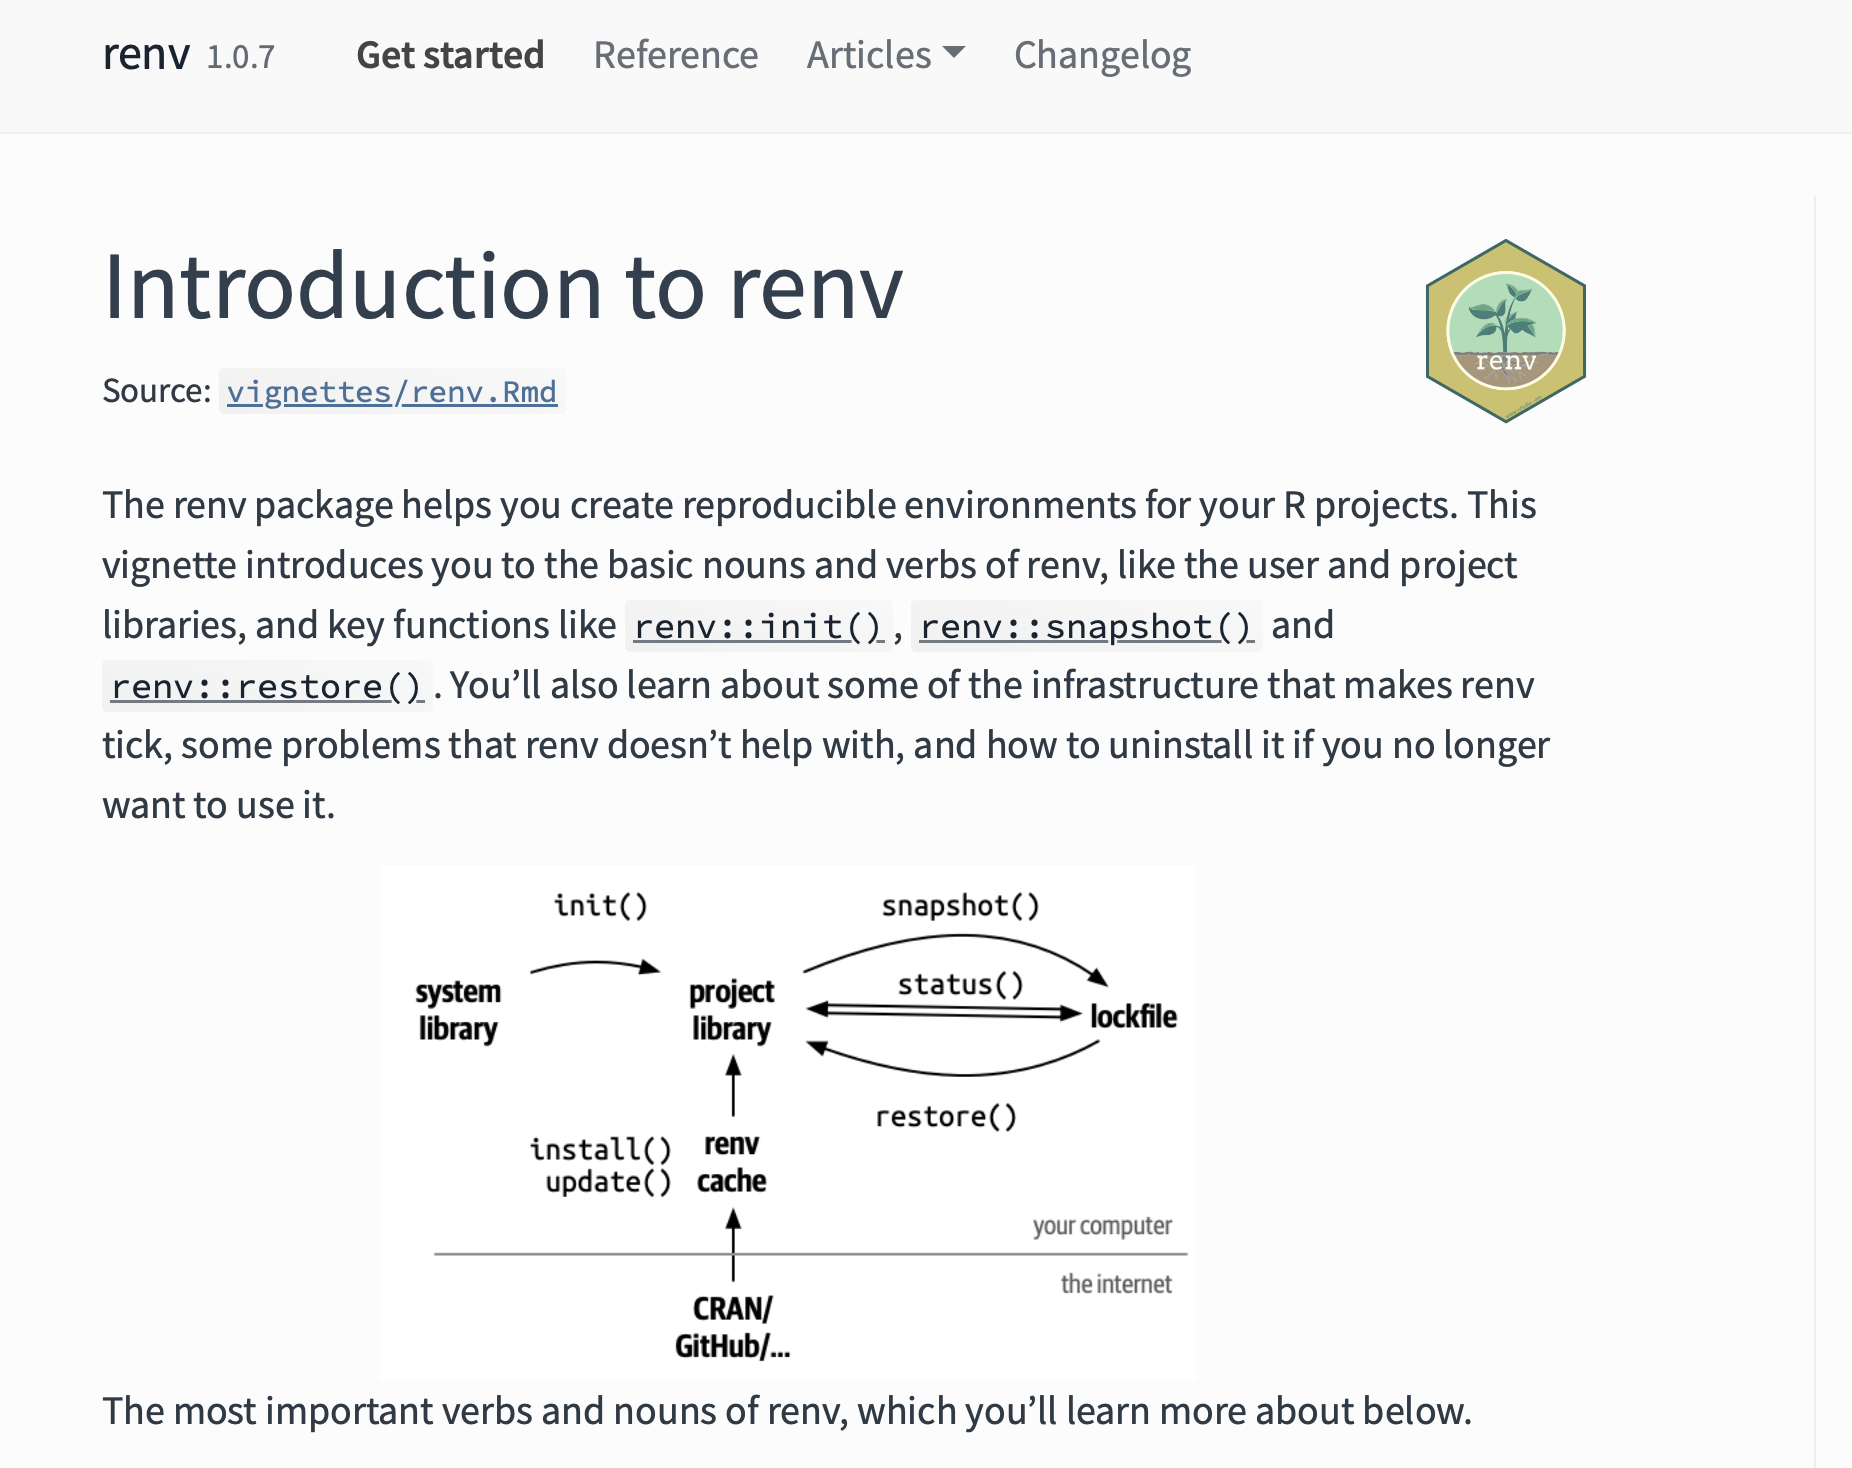 renv 1.0.7 Get started Reference Articles Changelog
Introduction to renv
renv
Source: vignettes/renv.Rmd
The renv package helps you create reproducible environments for your R projects. This
vignette introduces you to the basic nouns and verbs of renv, like the user and project
libraries, and key functions like renv::init(), renv::snapshot() and
renv::restore(). You’ll also learn about some of the infrastructure that makes renv
tick, some problems that renv doesn’t help with, and how to uninstall it if you no longer
want to use it.
init()
snapshot()
system
library
project
library
status()
lockfile
restore()
install()
update()
renv
cache
your computer
the internet
CRAN/
GitHub/...
The most important verbs and nouns of renv, which you’ll learn more about below.